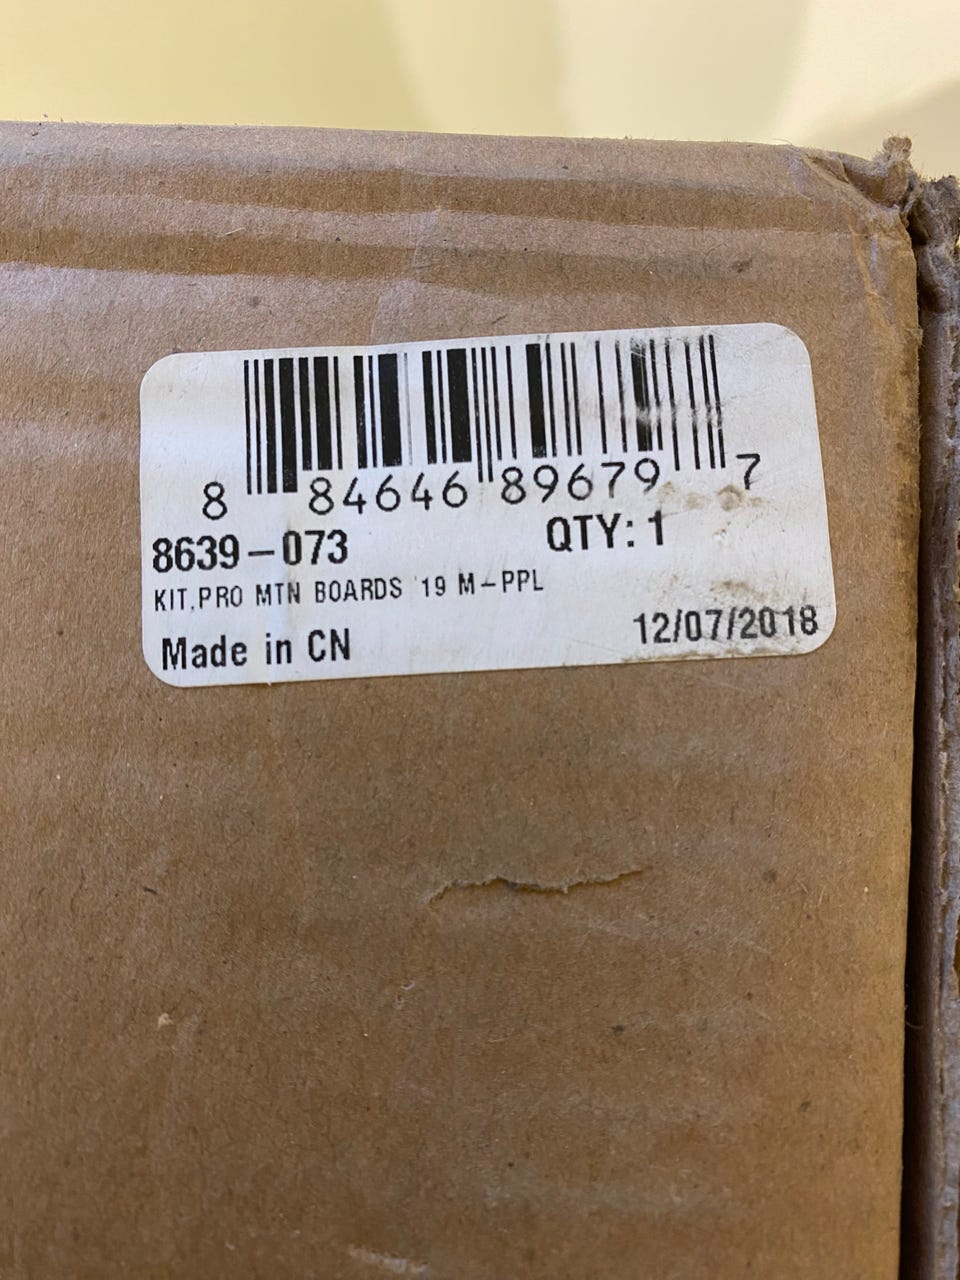 8 84646 89679 7
8639-073 QTY: 1
KIT,PRO MTN BOARDS '19 M-PPL
Made in CN 12/07/2018